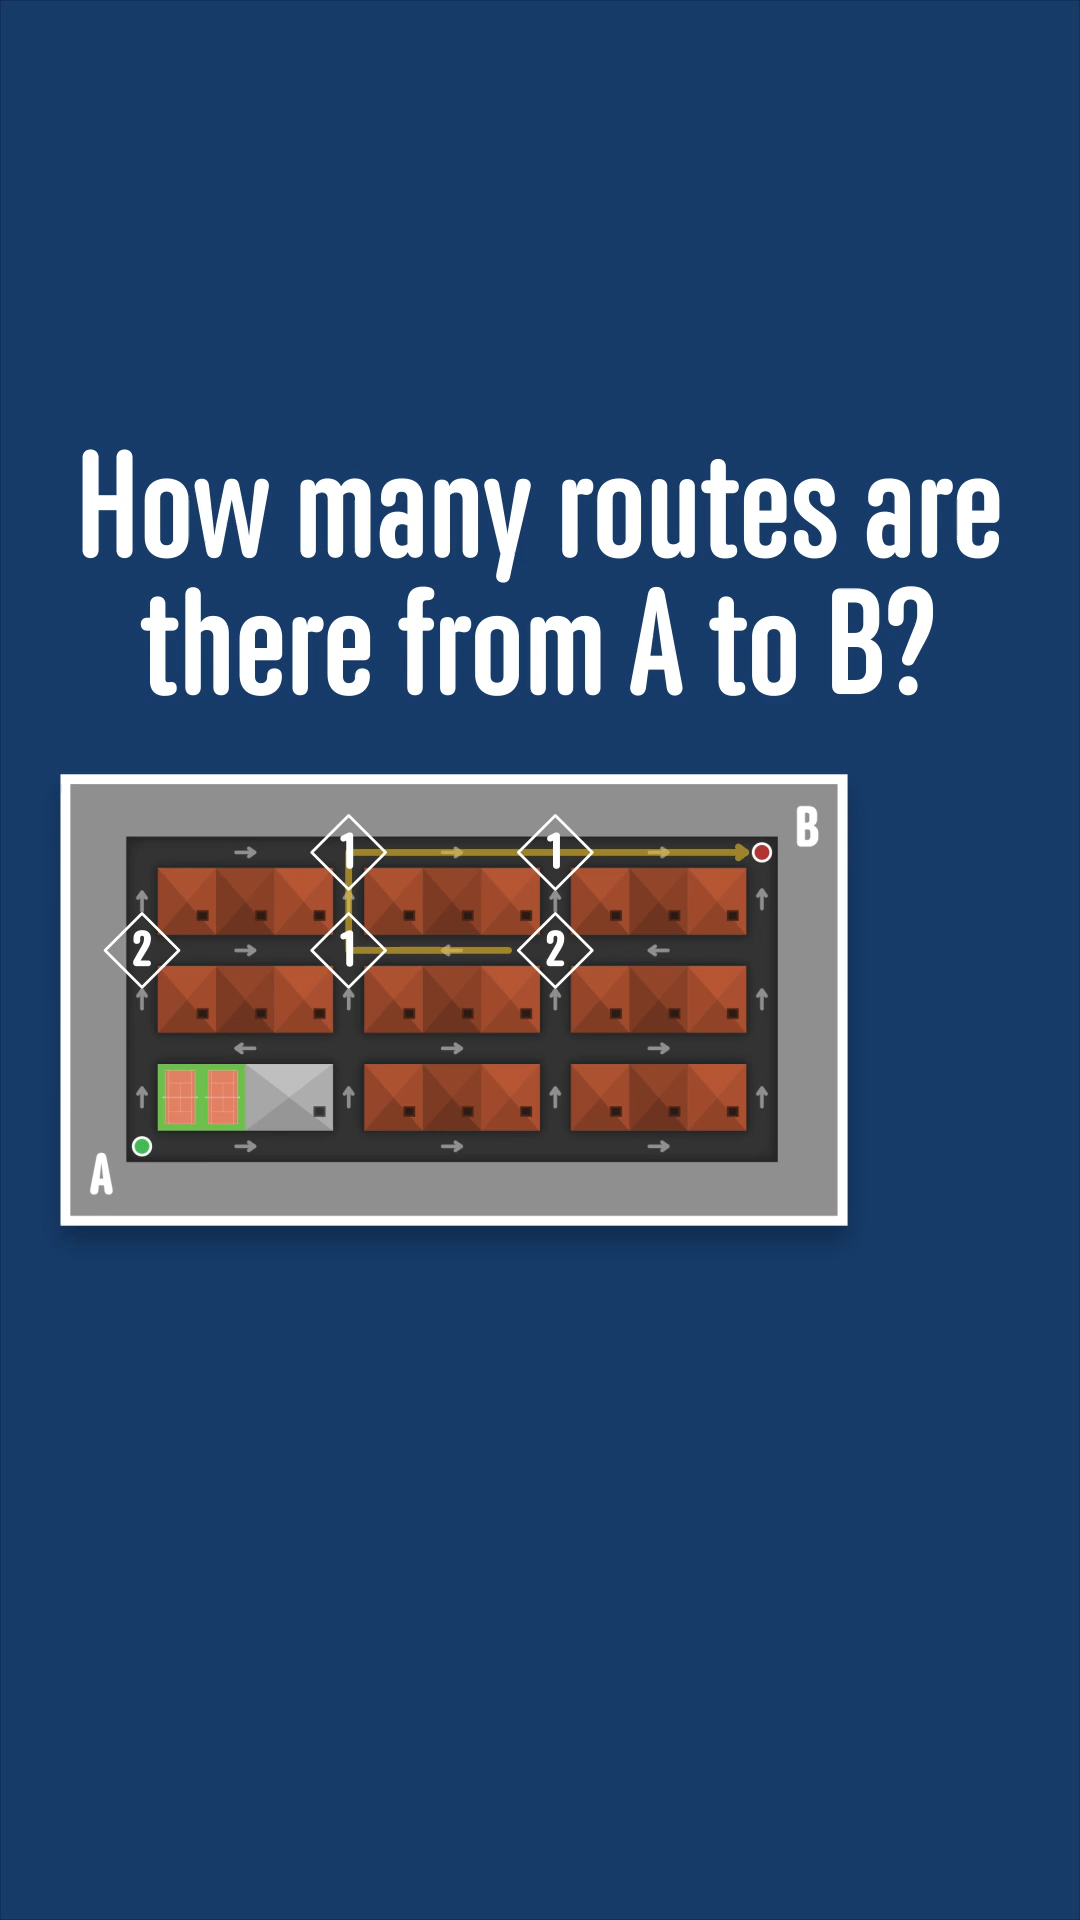 How many routes are
there from A to B?
B
1 1
2 1 2
A